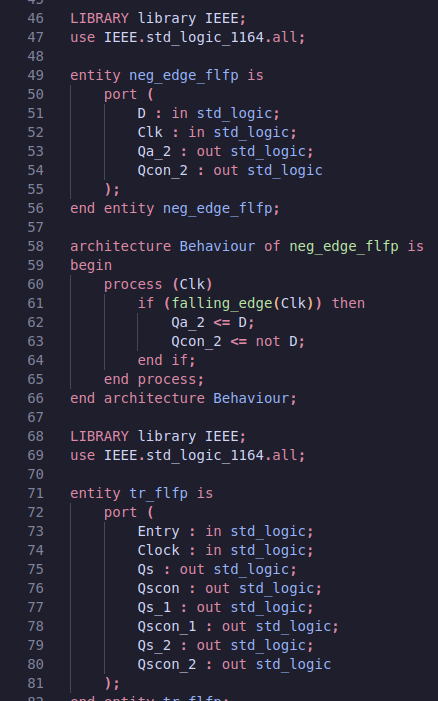 45
46 LIBRARY library IEEE;
47 use IEEE.std_logic_1164.all;
48
49 entity neg_edge_flfp is
50     port (
51         D : in std_logic;
52         Clk : in std_logic;
53         Qa_2 : out std_logic;
54         Qcon_2 : out std_logic
55     );
56 end entity neg_edge_flfp;
57
58 architecture Behaviour of neg_edge_flfp is
59 begin
60     process (Clk)
61         if (falling_edge(Clk)) then
62             Qa_2 <= D;
63             Qcon_2 <= not D;
64         end if;
65     end process;
66 end architecture Behaviour;
67
68 LIBRARY library IEEE;
69 use IEEE.std_logic_1164.all;
70
71 entity tr_flfp is
72     port (
73         Entry : in std_logic;
74         Clock : in std_logic;
75         Qs : out std_logic;
76         Qscon : out std_logic;
77         Qs_1 : out std_logic;
78         Qscon_1 : out std_logic;
79         Qs_2 : out std_logic;
80         Qscon_2 : out std_logic
81     );
82 end entity tr_flfp;